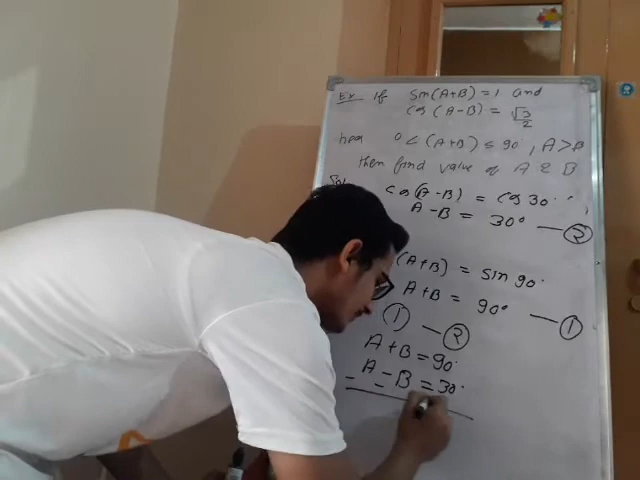 Ex If sin(A+B) = 1 and
cos (A-B) = √3/2
0 < (A+B) ≤ 90°, A>B
then find value of A & B
cos(A-B) = cos 30°
A-B = 30° — ②
(A+B) = sin 90°
A+B = 90° — ①
① — ②
A+B = 90°
A-B = 30°